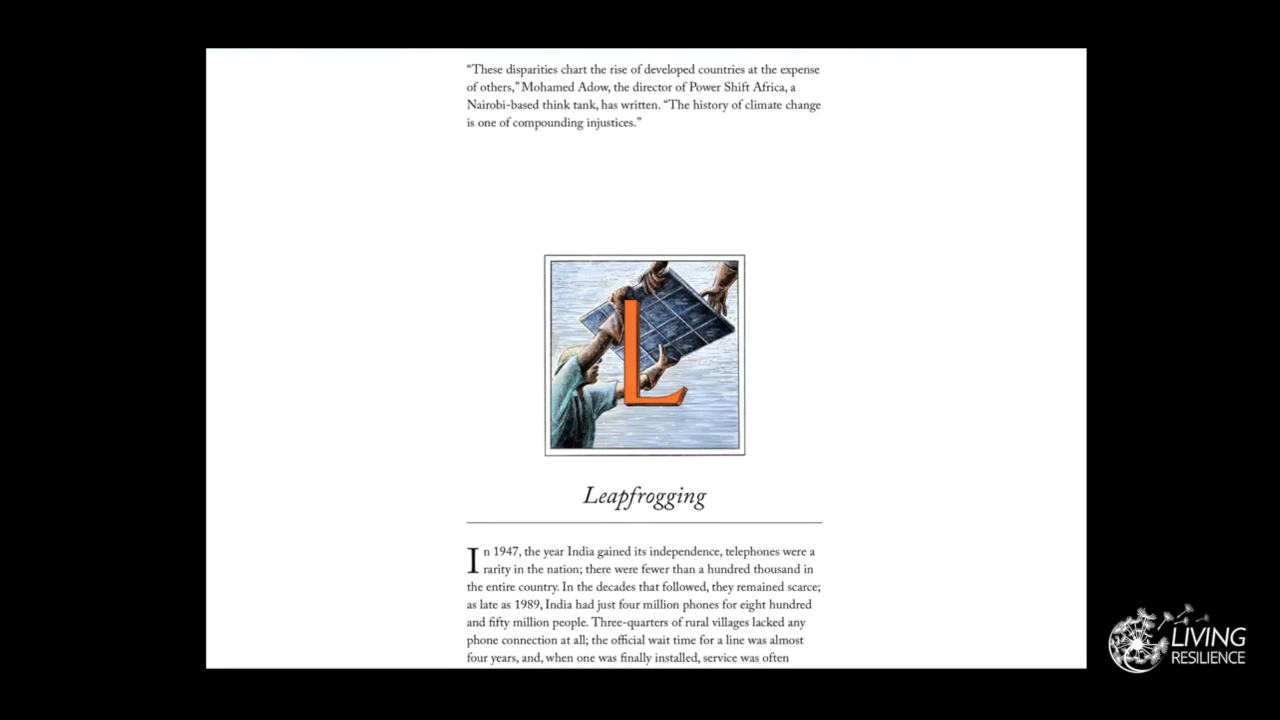 “These disparities chart the rise of developed countries at the expense
of others,” Mohamed Adow, the director of Power Shift Africa, a
Nairobi-based think tank, has written. “The history of climate change
is one of compounding injustices.”
L
Leapfrogging
In 1947, the year India gained its independence, telephones were a
rarity in the nation; there were fewer than a hundred thousand in
the entire country. In the decades that followed, they remained scarce;
as late as 1989, India had just four million phones for eight hundred
and fifty million people. Three-quarters of rural villages lacked any
phone connection at all; the official wait time for a line was almost
four years, and, when one was finally installed, service was often
LIVING
RESILIENCE